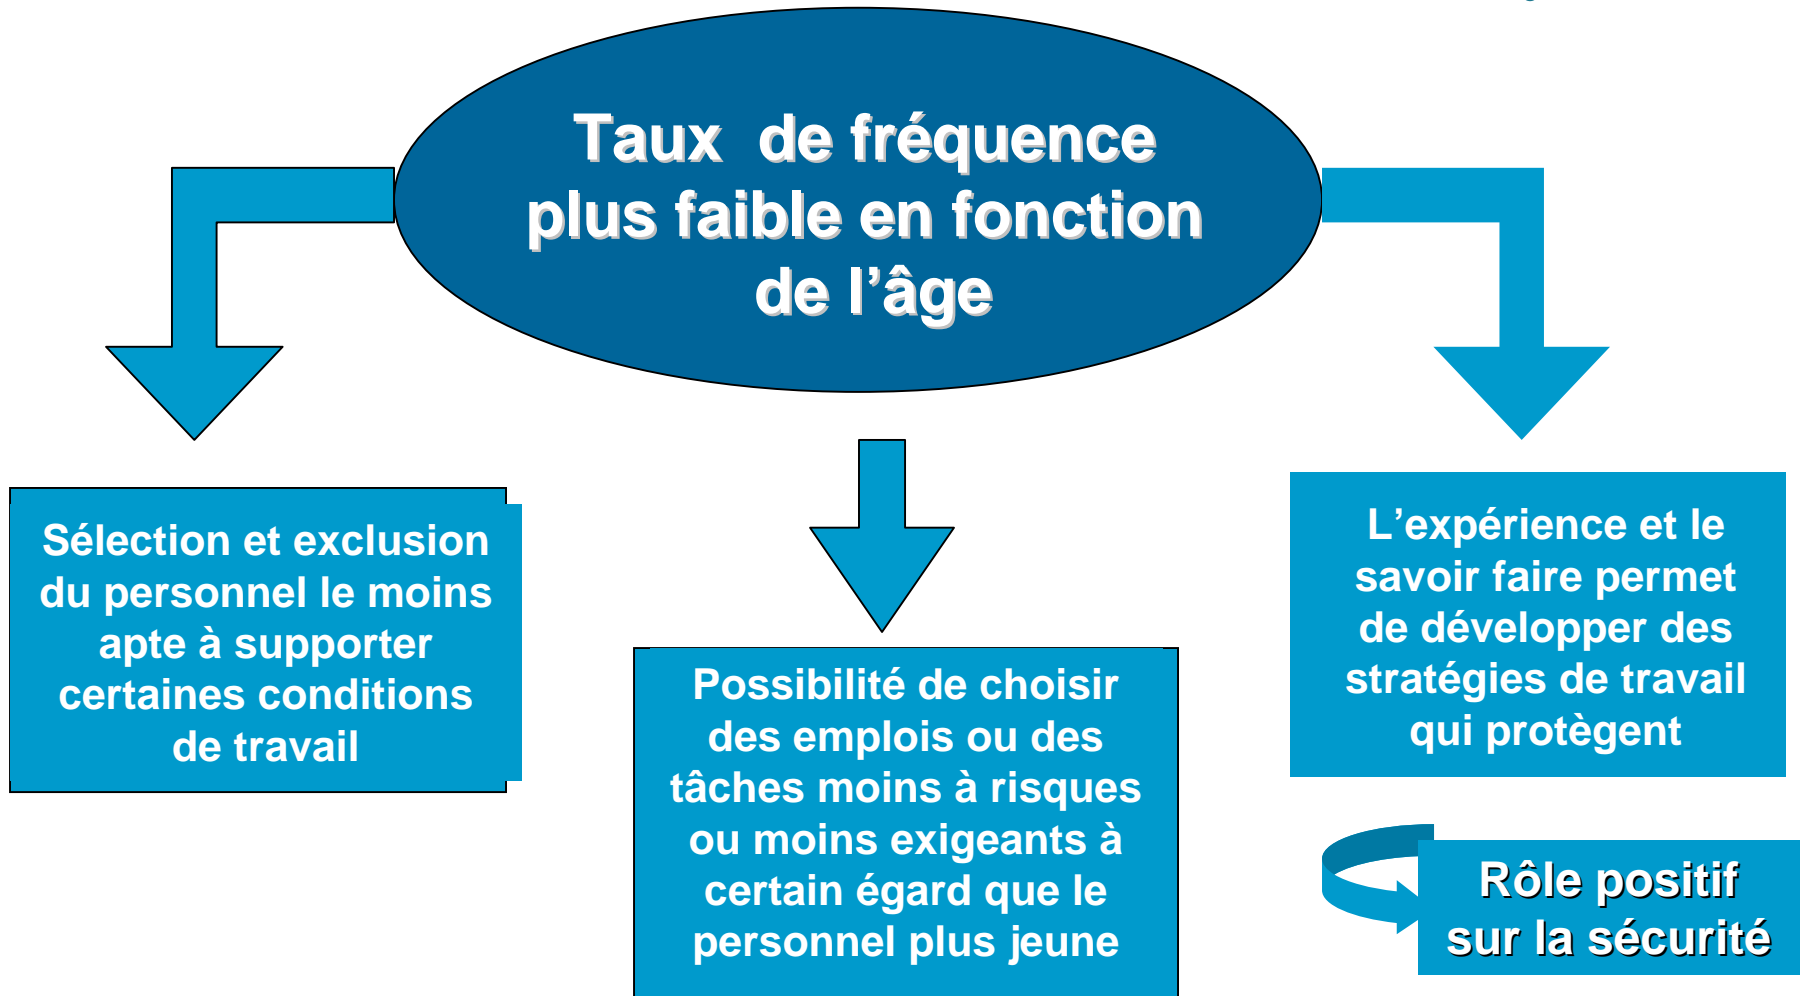 Taux de fréquence
plus faible en fonction
de l’âge
Sélection et exclusion
du personnel le moins
apte à supporter
certaines conditions
de travail
Possibilité de choisir
des emplois ou des
tâches moins à risques
ou moins exigeants à
certain égard que le
personnel plus jeune
L’expérience et le
savoir faire permet
de développer des
stratégies de travail
qui protègent
Rôle positif
sur la sécurité